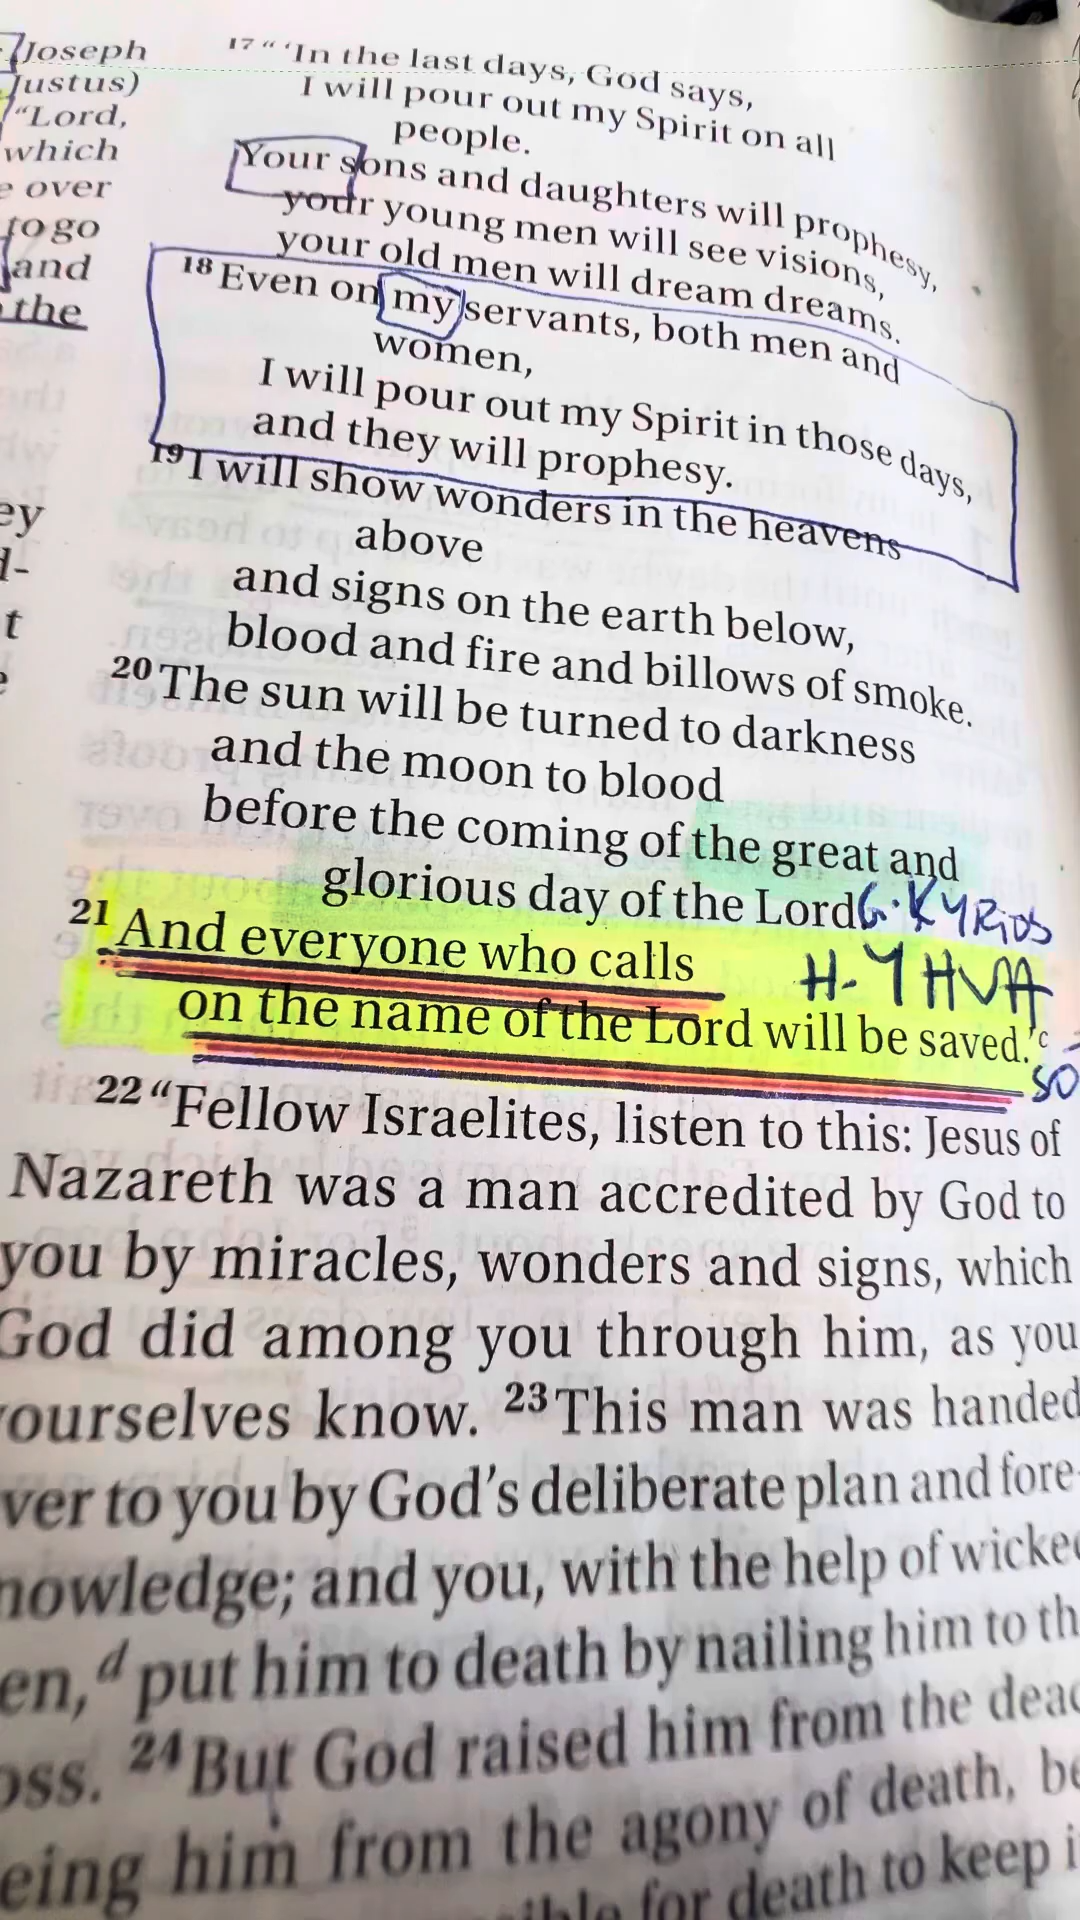 Joseph
Justus)
"Lord,
which
over
to go
and
the
17 " 'In the last days, God says,
I will pour out my Spirit on all
people.
Your sons and daughters will prophesy,
your young men will see visions,
your old men will dream dreams.
18 Even on my servants, both men and
women,
I will pour out my Spirit in those days,
and they will prophesy.
19 I will show wonders in the heavens
above
and signs on the earth below,
blood and fire and billows of smoke.
20 The sun will be turned to darkness
and the moon to blood
before the coming of the great and
glorious day of the Lord G. KYRiOS
21 And everyone who calls
H- YHVH
on the name of the Lord will be saved.'c
SO
22 "Fellow Israelites, listen to this: Jesus of
Nazareth was a man accredited by God to
you by miracles, wonders and signs, which
God did among you through him, as you
yourselves know. 23 This man was handed
ver to you by God's deliberate plan and fore-
nowledge; and you, with the help of wicked
en,d put him to death by nailing him to th
oss. 24 But God raised him from the dead
eing him from the agony of death, be
for death to keep i